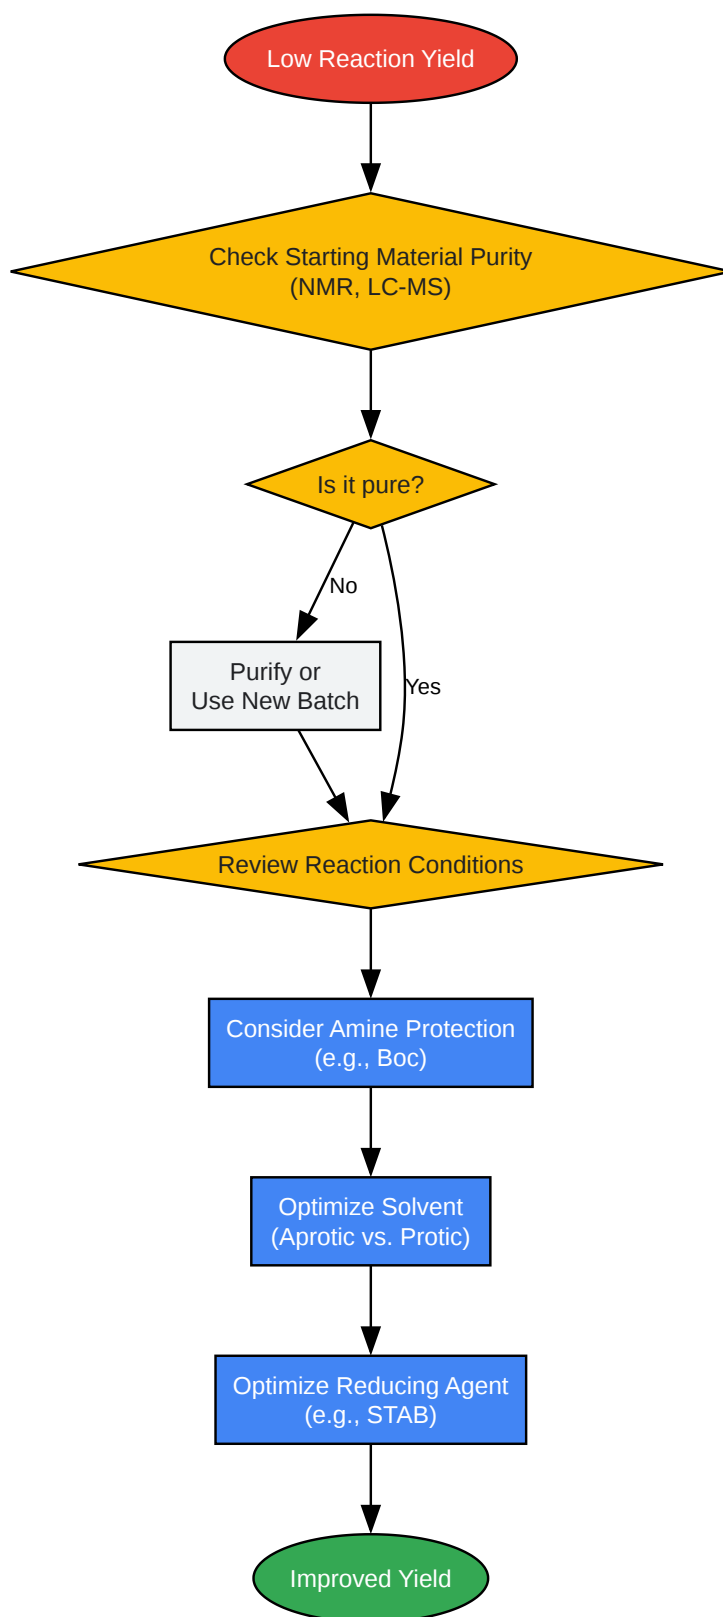 Low Reaction Yield
Check Starting Material Purity
(NMR, LC-MS)
Is it pure?
No
Purify or
Use New Batch
Yes
Review Reaction Conditions
Consider Amine Protection
(e.g., Boc)
Optimize Solvent
(Aprotic vs. Protic)
Optimize Reducing Agent
(e.g., STAB)
Improved Yield